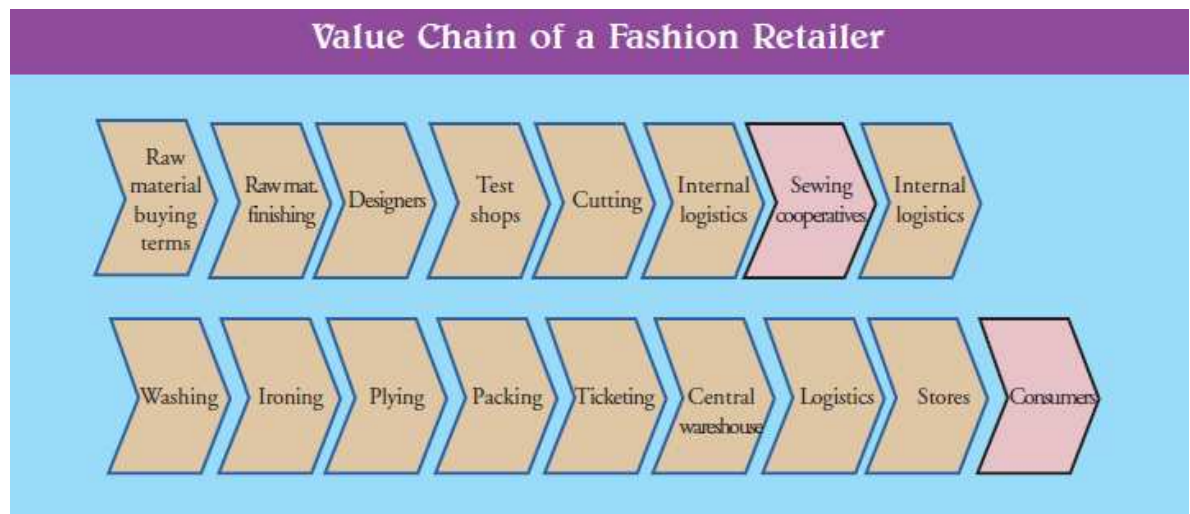 Value Chain of a Fashion Retailer
Raw
material
buying
terms
Raw mat.
finishing
Designers
Test
shops
Cutting
Internal
logistics
Sewing
cooperatives
Internal
logistics
Washing
Ironing
Plying
Packing
Ticketing
Central
wareshouse
Logistics
Stores
Consumers